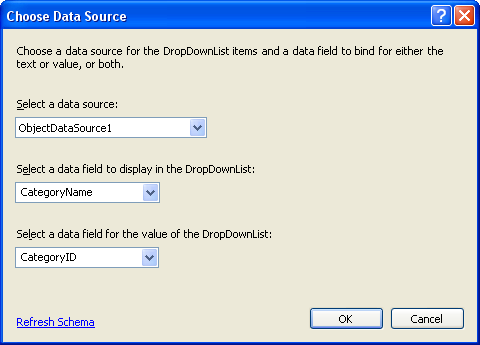 Choose Data Source
Choose a data source for the DropDownList items and a data field to bind for either the
text or value, or both.
Select a data source:
ObjectDataSource1
Select a data field to display in the DropDownList:
CategoryName
Select a data field for the value of the DropDownList:
CategoryID
Refresh Schema
OK
Cancel